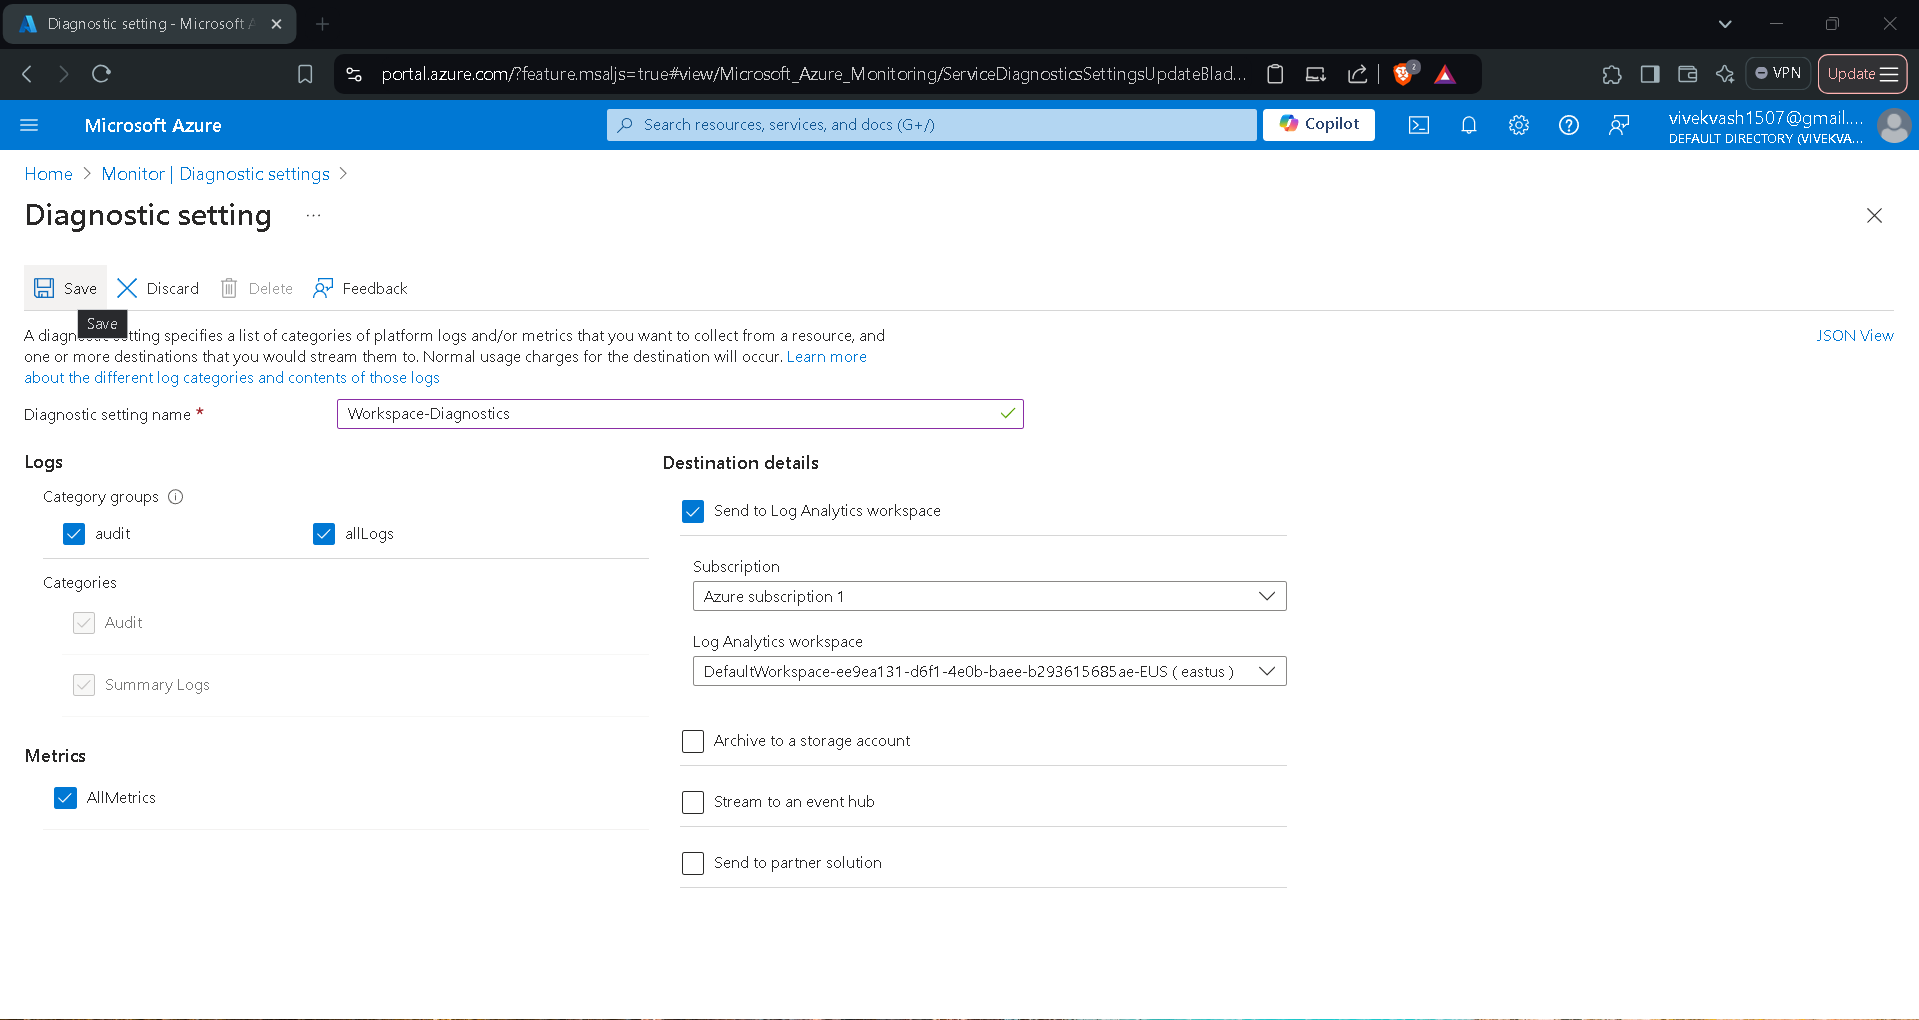 Diagnostic setting - Microsoft A
portal.azure.com/?feature.msaljs=true#view/Microsoft_Azure_Monitoring/ServiceDiagnosticsSettingsUpdateBlad...
2
VPN
Update
Microsoft Azure
Search resources, services, and docs (G+/)
Copilot
vivekvash1507@gmail....
DEFAULT DIRECTORY (VIVEKVA...
Home > Monitor | Diagnostic settings >
Diagnostic setting ...
Save
Discard
Delete
Feedback
Save
A diagnostic setting specifies a list of categories of platform logs and/or metrics that you want to collect from a resource, and
one or more destinations that you would stream them to. Normal usage charges for the destination will occur. Learn more
about the different log categories and contents of those logs
JSON View
Diagnostic setting name *
Workspace-Diagnostics
Logs
Category groups
audit
allLogs
Categories
Audit
Summary Logs
Metrics
AllMetrics
Destination details
Send to Log Analytics workspace
Subscription
Azure subscription 1
Log Analytics workspace
DefaultWorkspace-ee9ea131-d6f1-4e0b-baee-b293615685ae-EUS ( eastus )
Archive to a storage account
Stream to an event hub
Send to partner solution